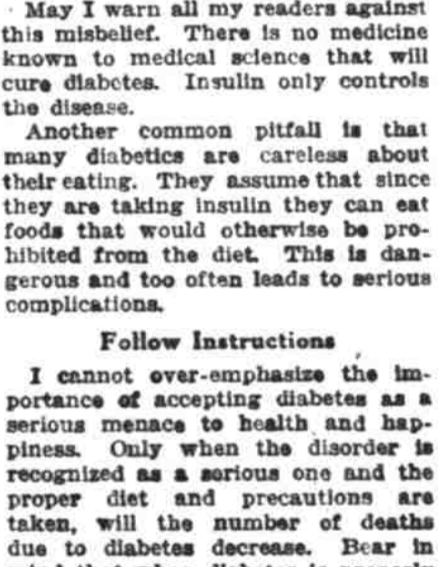 May I warn all my readers against
this misbelief. There is no medicine
known to medical science that will
cure diabetes. Insulin only controls
the disease.
Another common pitfall is that
many diabetics are careless about
their eating. They assume that since
they are taking insulin they can eat
foods that would otherwise be pro-
hibited from the diet. This is dan-
gerous and too often leads to serious
complications.
Follow Instructions
I cannot over-emphasize the im-
portance of accepting diabetes as a
serious menace to health and hap-
piness. Only when the disorder is
recognized as a serious one and the
proper diet and precautions are
taken, will the number of deaths
due to diabetes decrease. Bear in